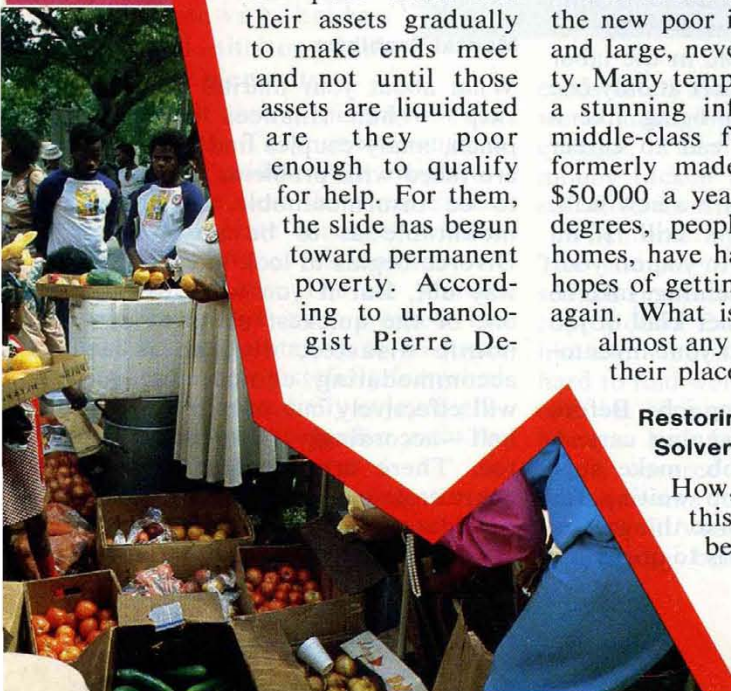 their assets gradually
to make ends meet
and not until those
assets are liquidated
are they poor
enough to qualify
for help. For them,
the slide has begun
toward permanent
poverty. Accord-
ing to urbanolo-
gist Pierre De-
the new poor
and large, neve
ty. Many temp
a stunning inf
middle-class f
formerly made
$50,000 a yea
degrees, peopl
homes, have ha
hopes of gettin
again. What is
almost any
their place
Restorin
Solven
How
this
be